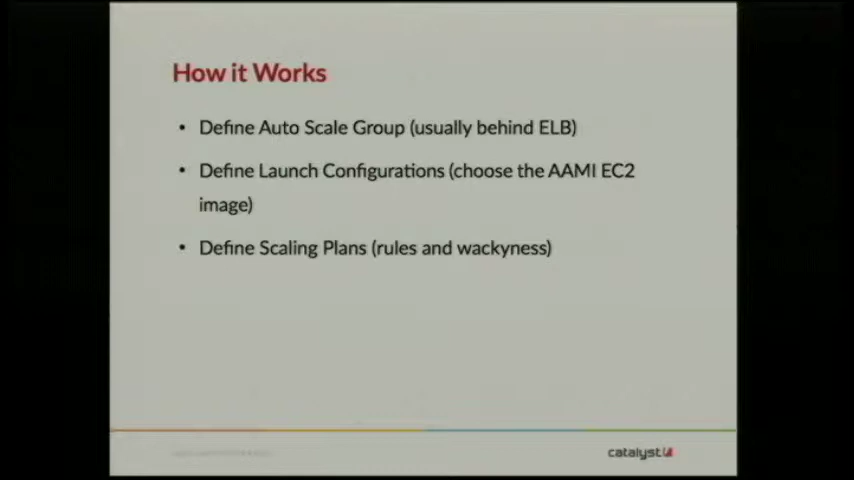 How it Works
• Define Auto Scale Group (usually behind ELB)
• Define Launch Configurations (choose the AAMI EC2
image)
• Define Scaling Plans (rules and wackyness)
catalyst